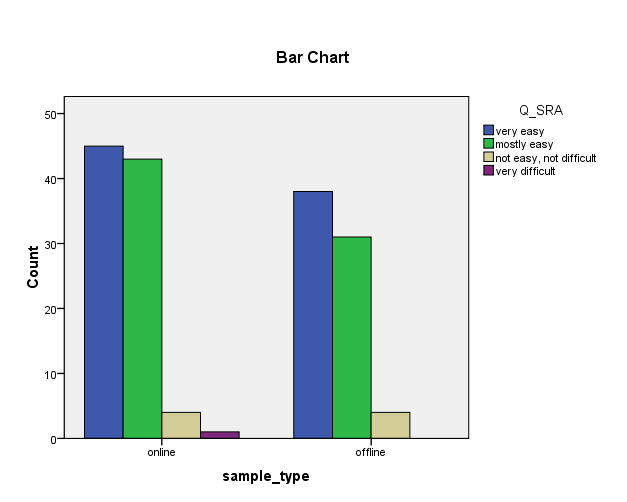 Bar Chart
Q_SRA
very easy
mostly easy
not easy, not difficult
very difficult
50
40
30
20
10
0
Count
online
offline
sample_type